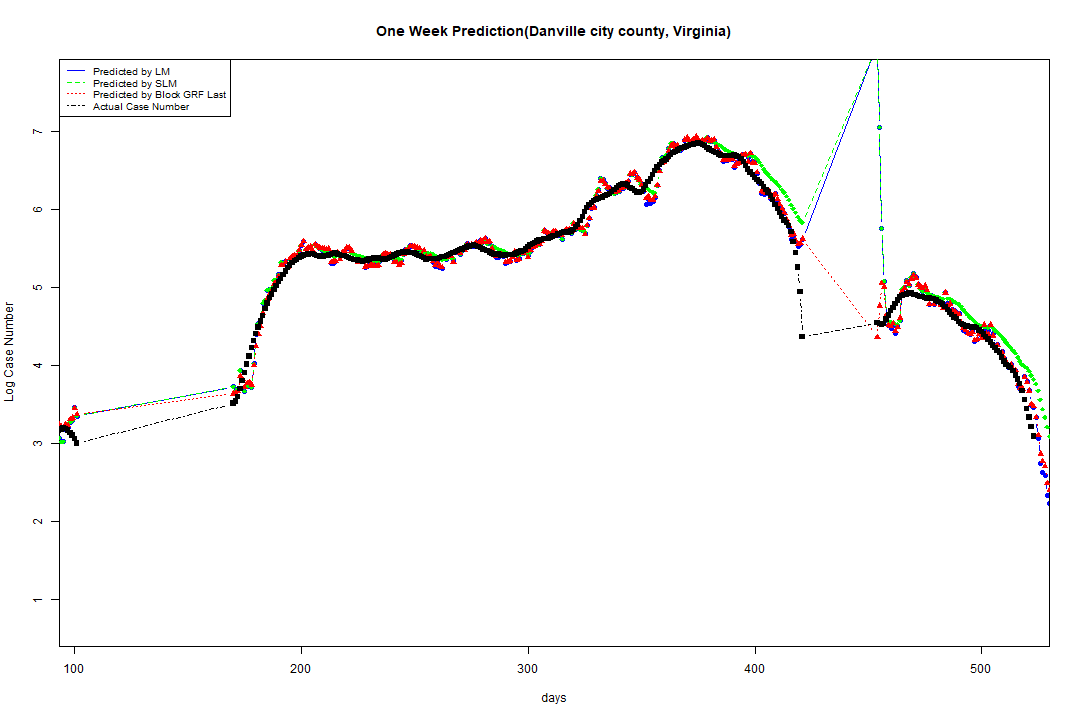 One Week Prediction(Danville city county, Virginia)
Predicted by LM
Predicted by SLM
Predicted by Block GRF Last
Actual Case Number
7
6
5
4
3
2
1
Log Case Number
100 200 300 400 500
days